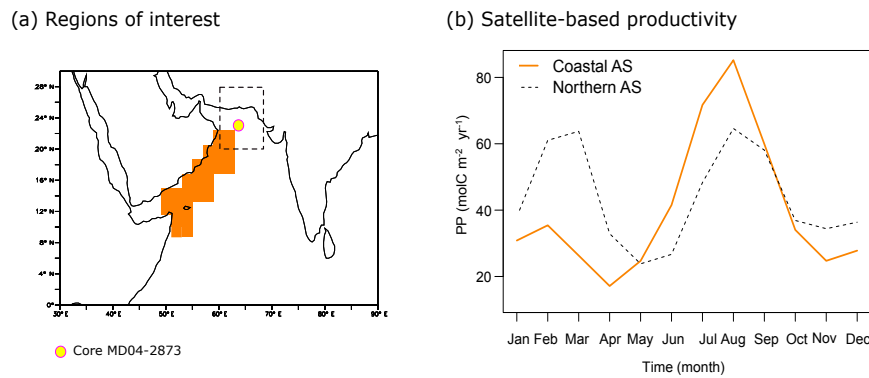 (a) Regions of interest
28° N
24° N
20° N
16° N
12° N
8° N
4° N
0°
30° E
40° E
50° E
60° E
70° E
80° E
90° E
Core MD04-2873
(b) Satellite-based productivity
Coastal AS
Northern AS
PP (molC m⁻² yr⁻¹)
80
60
40
20
Jan Feb Mar Apr May Jun Jul Aug Sep Oct Nov Dec
Time (month)